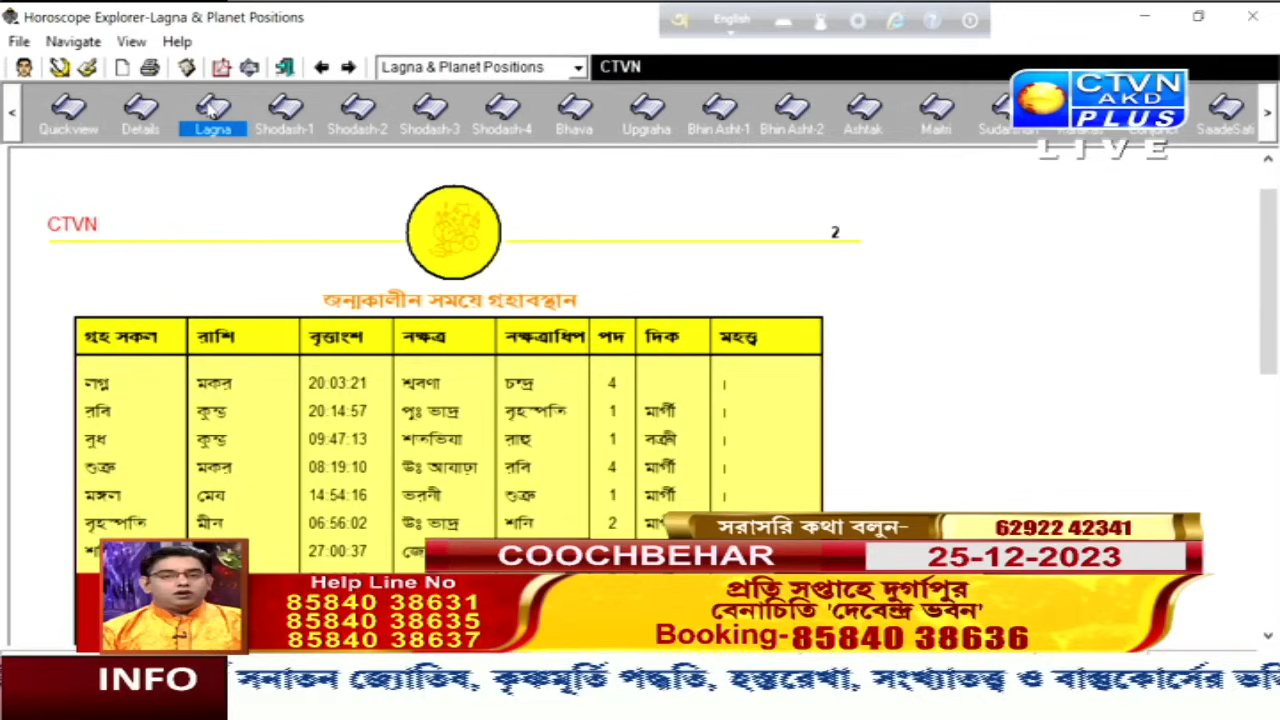 Horoscope Explorer-Lagna & Planet Positions
English
File Navigate View Help
Lagna & Planet Positions CTVN
Quickview Details Lagna Shodash-1 Shodash-2 Shodash-3 Shodash-4 Bhava Upgraha Bhin Asht-1 Bhin Asht-2 Ashtak Maitri SaadeSati
CTVN
AKD
PLUS
LIVE
CTVN
2
জন্মকালীন সময়ে গৃহাবস্থান
গৃহ সকল রাশি বৃত্তাংশ নক্ষত্র নক্ষত্রাধিপ পদ দিক মহত্ত্ব
লগ্ন মকর 20:03:21 শ্রবণা চন্দ্র 4 ।
রবি কুম্ভ 20:14:57 পুঃ ভাদ্র বৃহস্পতি 1 মার্গী ।
বুধ কুম্ভ 09:47:13 শতভিষা রাহু 1 বক্রী ।
শুক্র মকর 08:19:10 উঃ আষাঢ়া রবি 4 মার্গী ।
মঙ্গল মেষ 14:54:16 ভরনী শুক্র 1 মার্গী ।
বৃহস্পতি মীন 06:56:02 উঃ ভাদ্র শনি 2
27:00:37
সরাসরি কথা বলুন- 62922 42341
COOCHBEHAR 25-12-2023
Help Line No
85840 38631
85840 38635
85840 38637
প্রতি সপ্তাহে দুর্গাপুর
বেনাচিতি 'দেবেন্দ্র ভবন'
Booking-85840 38636
INFO সনাতন জ্যোতিষ, কৃষ্ণমূর্তি পদ্ধতি, হস্তরেখা, সংখ্যাতত্ত্ব ও বাস্তুকোর্সের